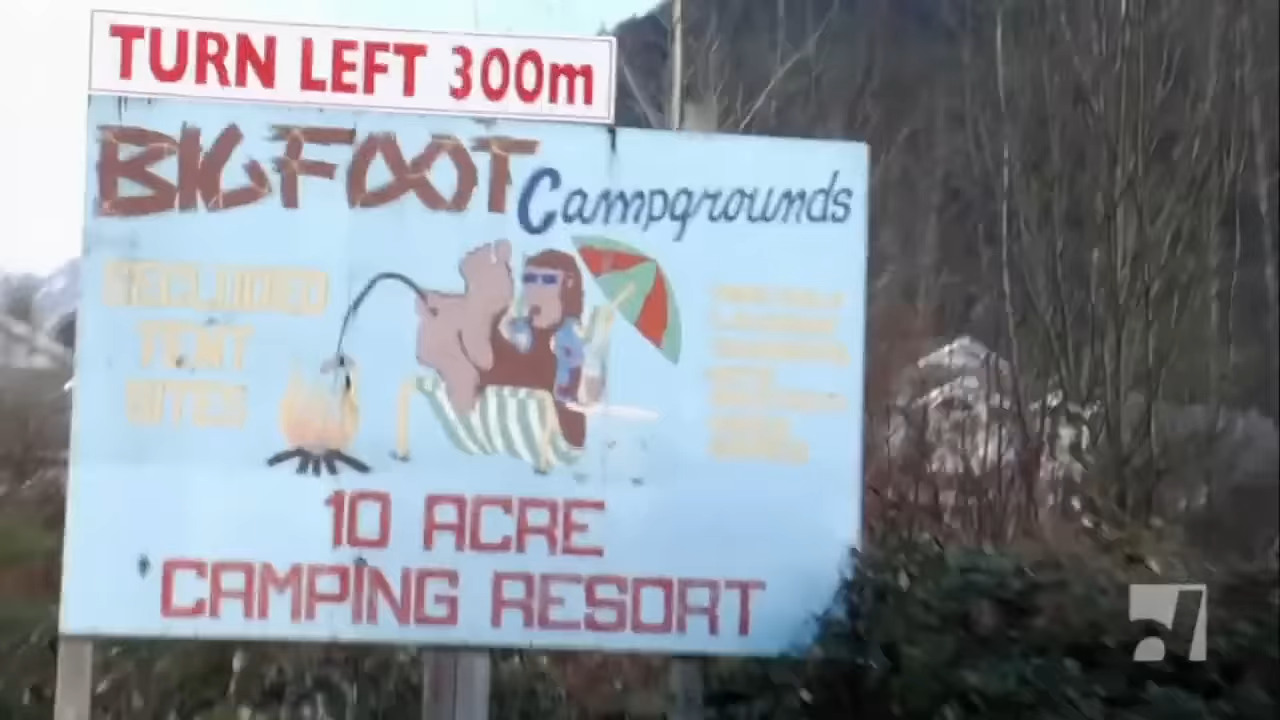 TURN LEFT 300m
BIGFOOT Campgrounds
SECLUDED
TENT
SITES
10 ACRE
CAMPING RESORT